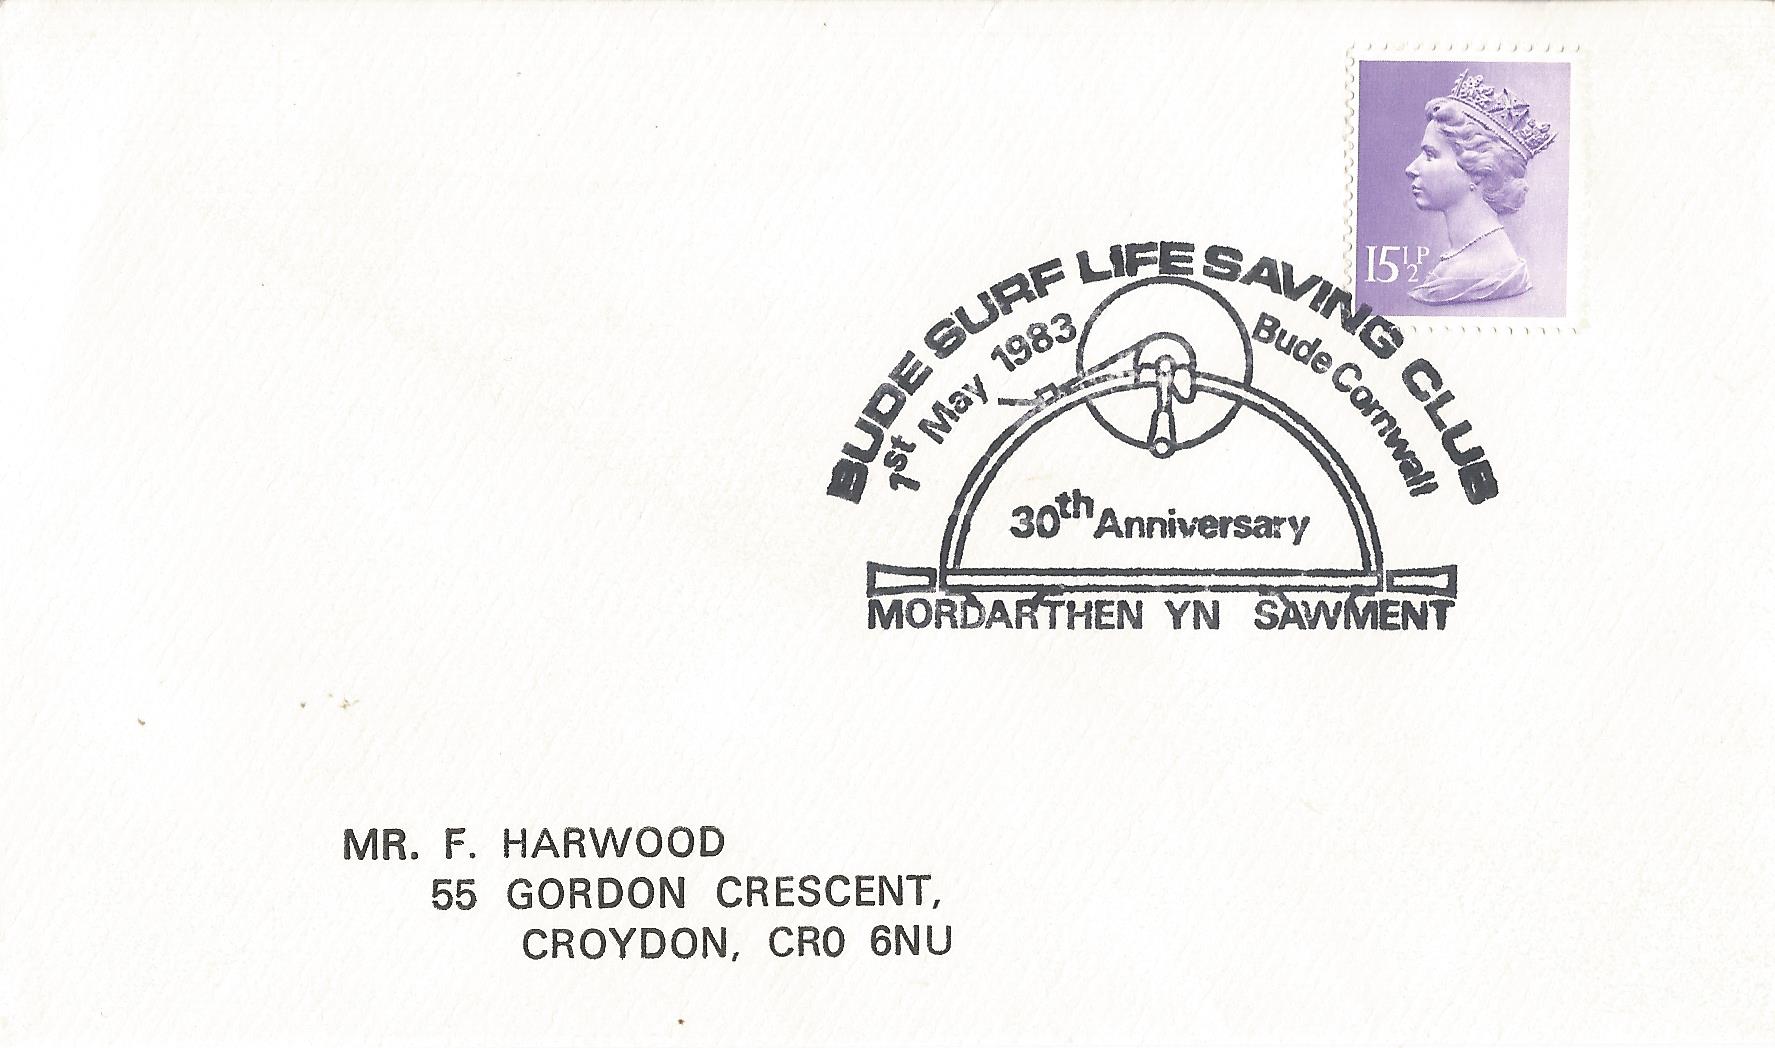 15½P
BUDE SURF LIFE SAVING CLUB
1st May 1983
Bude Cornwall
30th Anniversary
MORDARTHEN YN SAWMENT
MR. F. HARWOOD
55 GORDON CRESCENT,
CROYDON, CR0 6NU